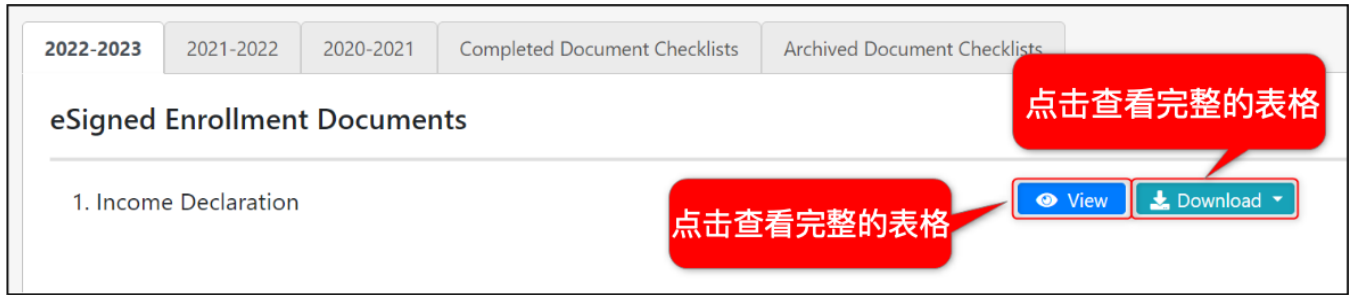 2022-2023
2021-2022
2020-2021
Completed Document Checklists
Archived Document Checklists
点击查看完整的表格
eSigned Enrollment Documents
1. Income Declaration
点击查看完整的表格
View
Download